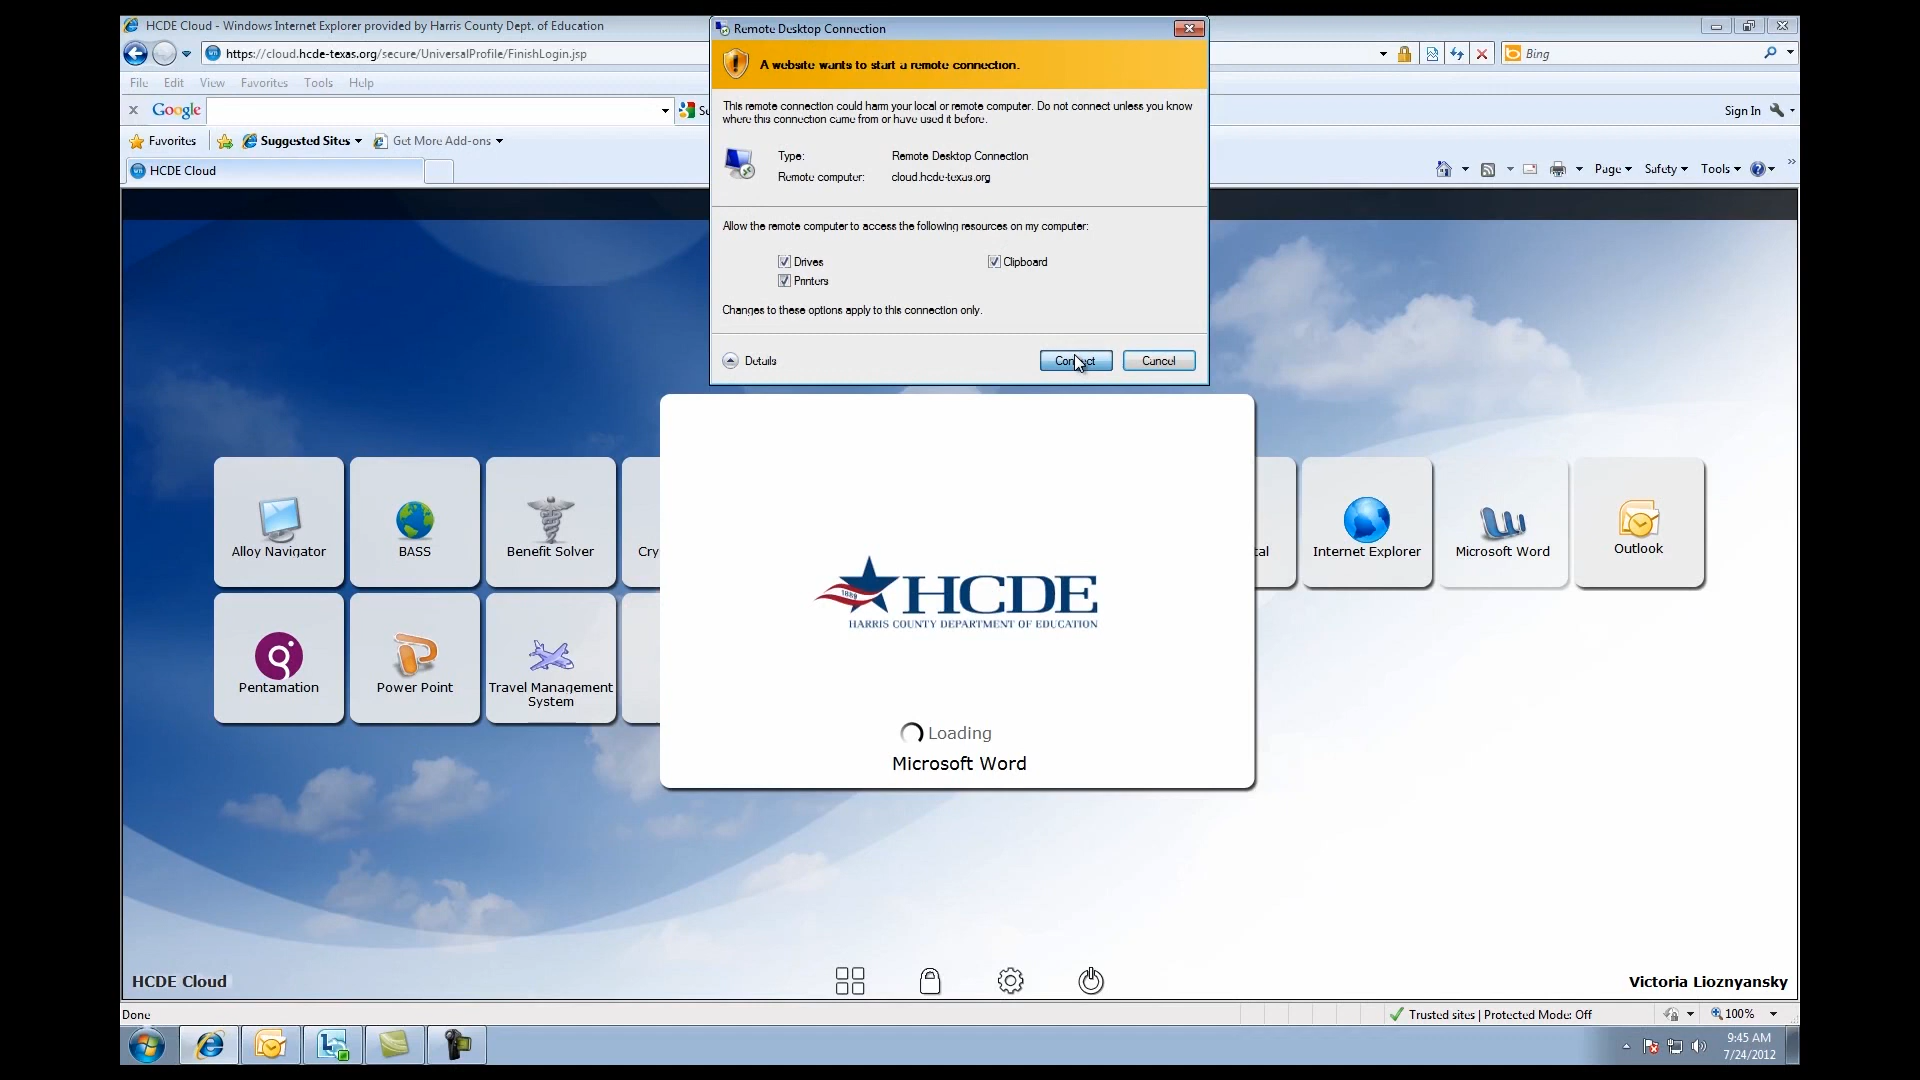 HCDE Cloud - Windows Internet Explorer provided by Harris County Dept. of Education
https://cloud.hcde-texas.org/secure/UniversalProfile/FinishLogin.jsp
Bing
File Edit View Favorites Tools Help
Google
Sign In
Favorites Suggested Sites Get More Add-ons
HCDE Cloud
Page Safety Tools
Remote Desktop Connection
A website wants to start a remote connection.
This remote connection could harm your local or remote computer. Do not connect unless you know
where this connection came from or have used it before.
Type: Remote Desktop Connection
Remote computer: cloud.hcde-texas.org
Allow the remote computer to access the following resources on my computer:
Drives Clipboard
Printers
Changes to these options apply to this connection only.
Details Connect Cancel
Alloy Navigator
BASS
Benefit Solver
Internet Explorer
Microsoft Word
Outlook
Pentamation
Power Point
Travel Management
System
1889
HCDE
HARRIS COUNTY DEPARTMENT OF EDUCATION
Loading
Microsoft Word
HCDE Cloud
Victoria Lioznyansky
Done
Trusted sites | Protected Mode: Off
100%
9:45 AM
7/24/2012